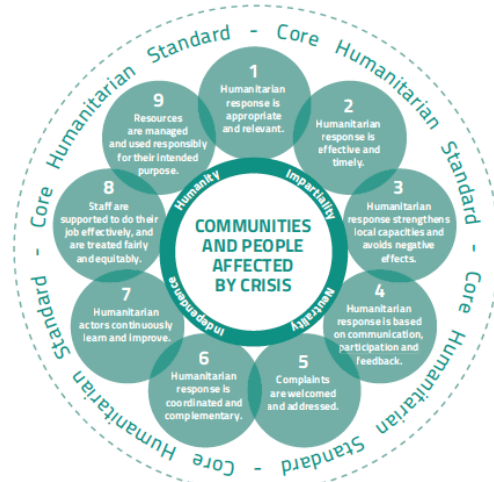 Core Humanitarian Standard - Core Humanitarian Standard - Core Humanitarian Standard - Core Humanitarian Standard -
1
Humanitarian
response is
appropriate
and relevant.
2
Humanitarian
response is
effective and
timely.
3
Humanitarian
response strengthens
local capacities and
avoids negative
effects.
4
Humanitarian
response is based
on communication,
participation and
feedback.
5
Complaints
are welcomed
and addressed.
6
Humanitarian
response is
coordinated and
complementary.
7
Humanitarian
actors continuously
learn and improve.
8
Staff are
supported to do their
job effectively, and
are treated fairly
and equitably.
9
Resources
are managed
and used responsibly
for their intended
purpose.
Humanity
Impartiality
Neutrality
Independence
COMMUNITIES
AND PEOPLE
AFFECTED
BY CRISIS